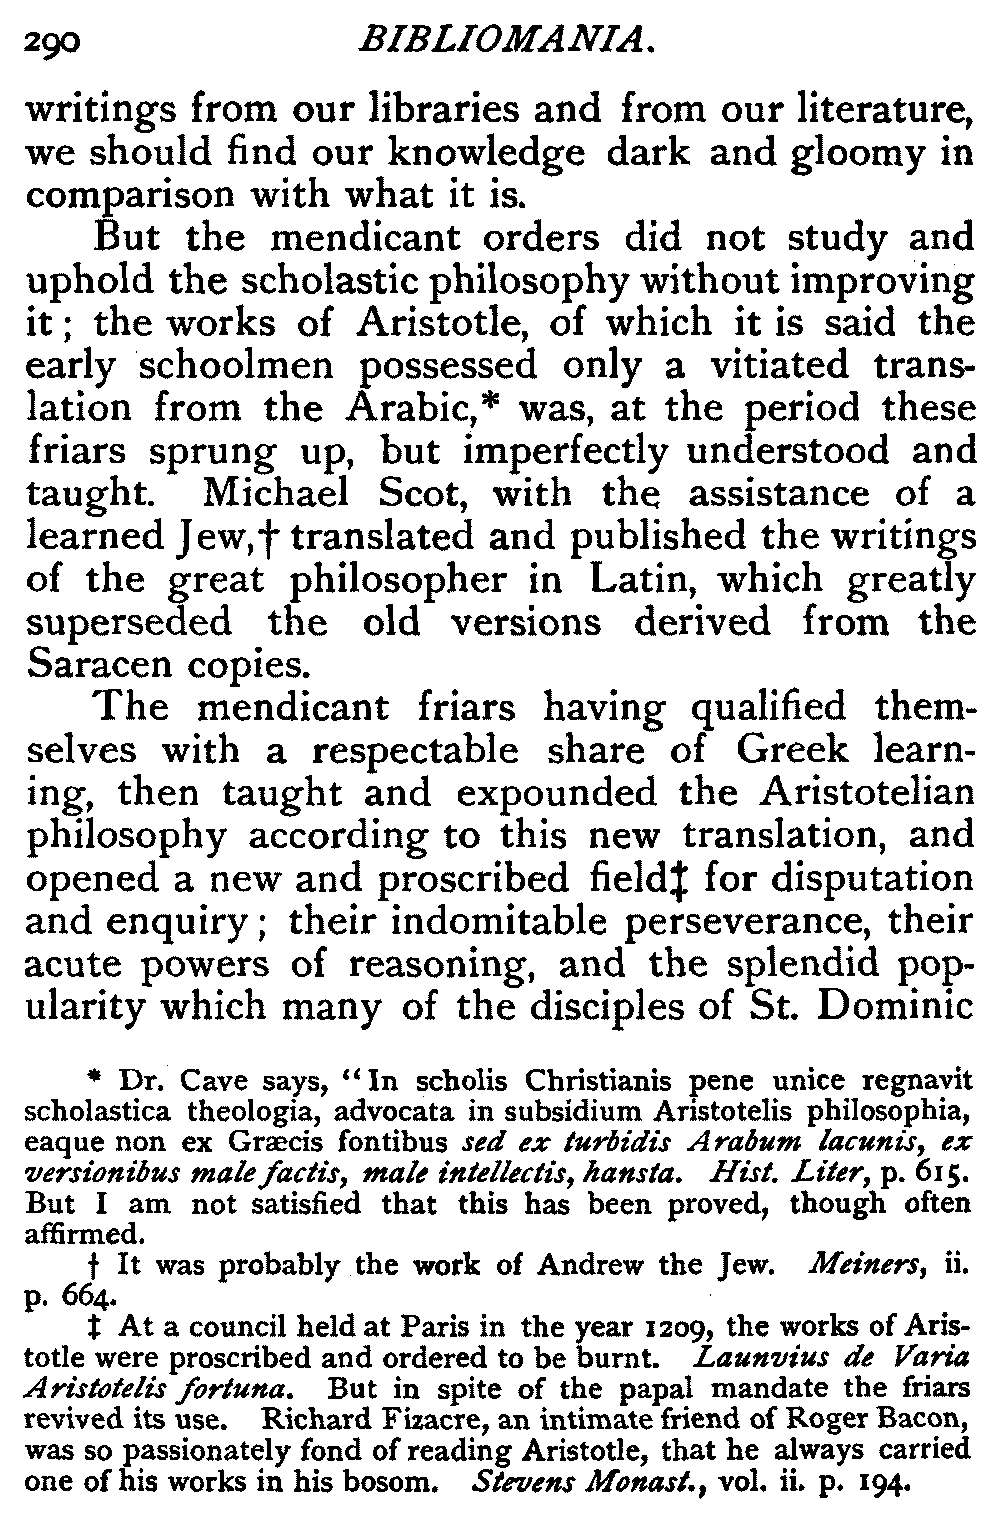 290 BIBLIOMANIA.
writings from our libraries and from our literature,
we should find our knowledge dark and gloomy in
comparison with what it is.
But the mendicant orders did not study and
uphold the scholastic philosophy without improving
it ; the works of Aristotle, of which it is said the
early schoolmen possessed only a vitiated trans-
lation from the Arabic,* was, at the period these
friars sprung up, but imperfectly understood and
taught. Michael Scot, with the assistance of a
learned Jew,† translated and published the writings
of the great philosopher in Latin, which greatly
superseded the old versions derived from the
Saracen copies.
The mendicant friars having qualified them-
selves with a respectable share of Greek learn-
ing, then taught and expounded the Aristotelian
philosophy according to this new translation, and
opened a new and proscribed field‡ for disputation
and enquiry ; their indomitable perseverance, their
acute powers of reasoning, and the splendid pop-
ularity which many of the disciples of St. Dominic
* Dr. Cave says, “In scholis Christianis pene unice regnavit
scholastica theologia, advocata in subsidium Aristotelis philosophia,
eaque non ex Græcis fontibus sed ex turbidis Arabum lacunis, ex
versionibus male factis, male intellectis, hansta. Hist. Liter, p. 615.
But I am not satisfied that this has been proved, though often
affirmed.
† It was probably the work of Andrew the Jew. Meiners, ii.
p. 664.
‡ At a council held at Paris in the year 1209, the works of Aris-
totle were proscribed and ordered to be burnt. Launvius de Varia
Aristotelis fortuna. But in spite of the papal mandate the friars
revived its use. Richard Fizacre, an intimate friend of Roger Bacon,
was so passionately fond of reading Aristotle, that he always carried
one of his works in his bosom. Stevens Monast., vol. ii. p. 194.